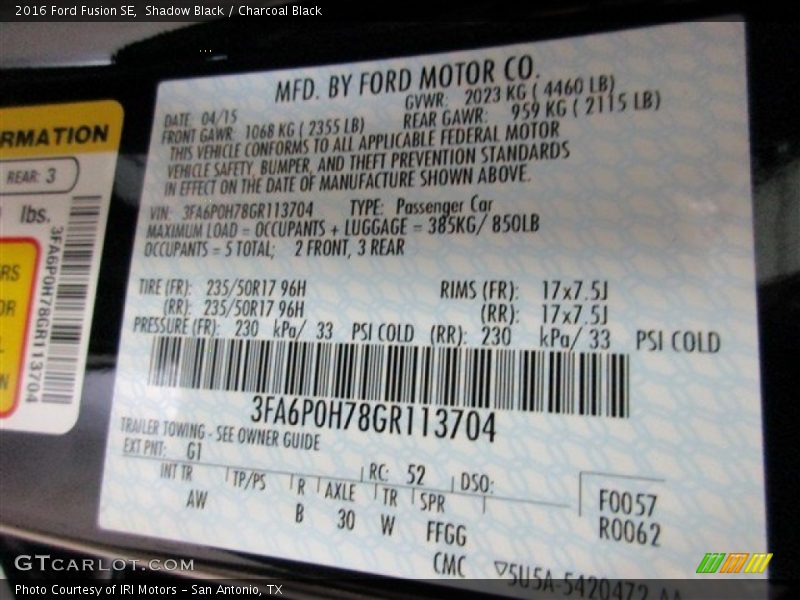 2016 Ford Fusion SE, Shadow Black / Charcoal Black
MFD. BY FORD MOTOR CO.
DATE: 04/15 GVWR: 2023 KG ( 4460 LB)
FRONT GAWR: 1068 KG ( 2355 LB) REAR GAWR: 959 KG ( 2115 LB)
THIS VEHICLE CONFORMS TO ALL APPLICABLE FEDERAL MOTOR
VEHICLE SAFETY, BUMPER, AND THEFT PREVENTION STANDARDS
IN EFFECT ON THE DATE OF MANUFACTURE SHOWN ABOVE.
VIN: 3FA6P0H78GR113704 TYPE: Passenger Car
MAXIMUM LOAD = OCCUPANTS + LUGGAGE = 385KG/ 850LB
OCCUPANTS = 5 TOTAL; 2 FRONT, 3 REAR
TIRE (FR): 235/50R17 96H RIMS (FR): 17x7.5J
(RR): 235/50R17 96H (RR): 17x7.5J
PRESSURE (FR): 230 kPa/ 33 PSI COLD (RR): 230 kPa/ 33 PSI COLD
3FA6P0H78GR113704
TRAILER TOWING - SEE OWNER GUIDE
EXT PNT: G1 RC: 52 DSO:
INT TR TP/PS R AXLE TR SPR
AW B 30 W FFGG
F0057
R0062
CMC ▽5U5A-5420472-AA
RMATION
REAR: 3
lbs.
RS
OR
N
3FA6P0H78GR113704
GTCARLOT.COM
Photo Courtesy of IRI Motors – San Antonio, TX